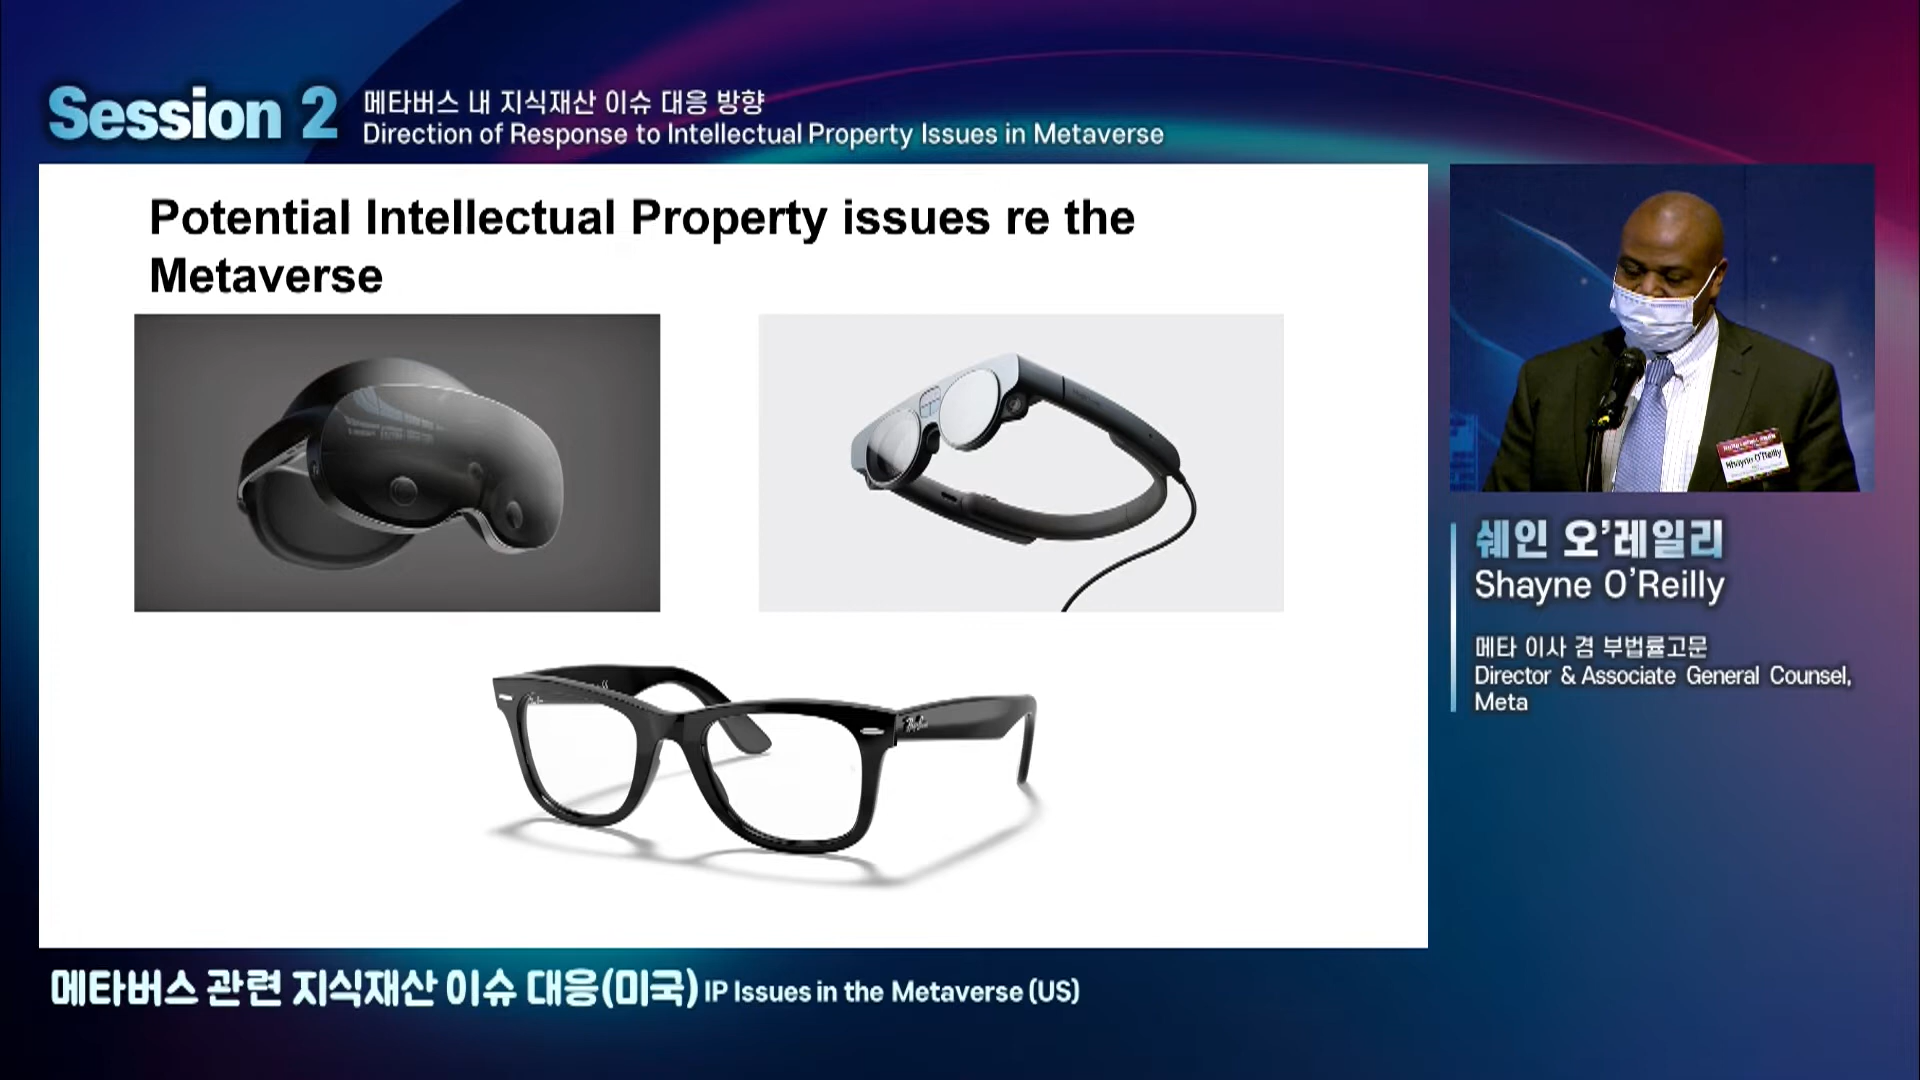 Session 2
메타버스 내 지식재산 이슈 대응 방향
Direction of Response to Intellectual Property Issues in Metaverse
Potential Intellectual Property issues re the
Metaverse
Ray-Ban
Shayne O'Reilly
쉐인 오’레일리
Shayne O’Reilly
메타 이사 겸 부법률고문
Director & Associate General Counsel,
Meta
메타버스 관련 지식재산 이슈 대응(미국) IP Issues in the Metaverse (US)